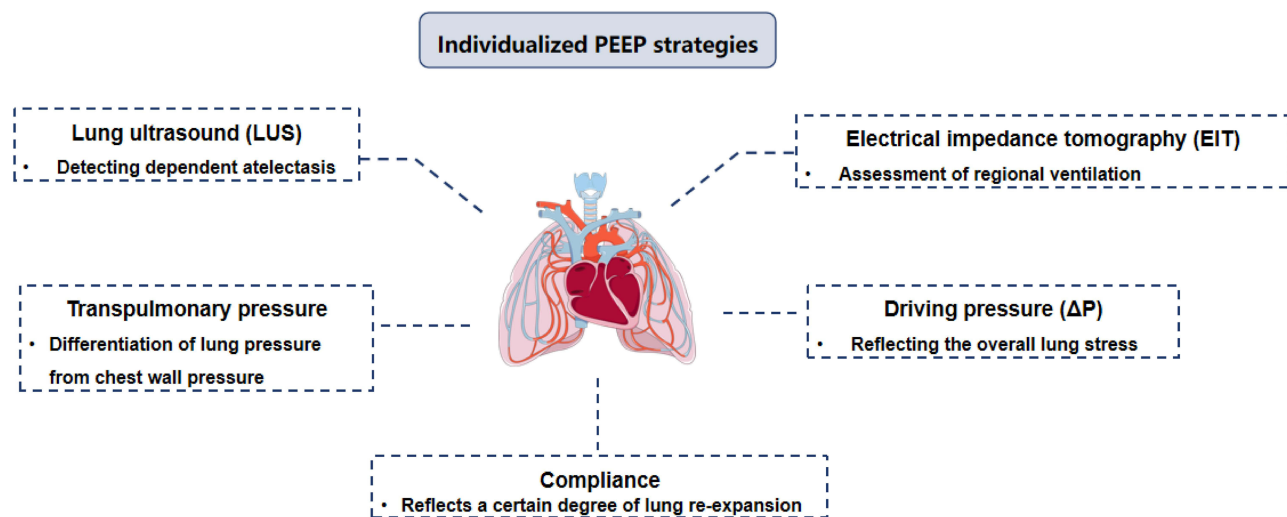 Individualized PEEP strategies
Lung ultrasound (LUS)
• Detecting dependent atelectasis
Electrical impedance tomography (EIT)
• Assessment of regional ventilation
Transpulmonary pressure
• Differentiation of lung pressure
from chest wall pressure
Driving pressure (ΔP)
• Reflecting the overall lung stress
Compliance
• Reflects a certain degree of lung re-expansion